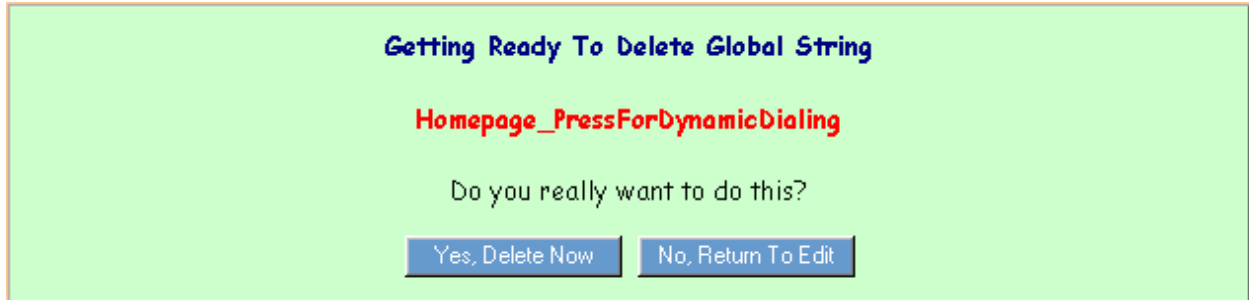 Getting Ready To Delete Global String
Homepage_PressForDynamicDialing
Do you really want to do this?
Yes, Delete Now No, Return To Edit